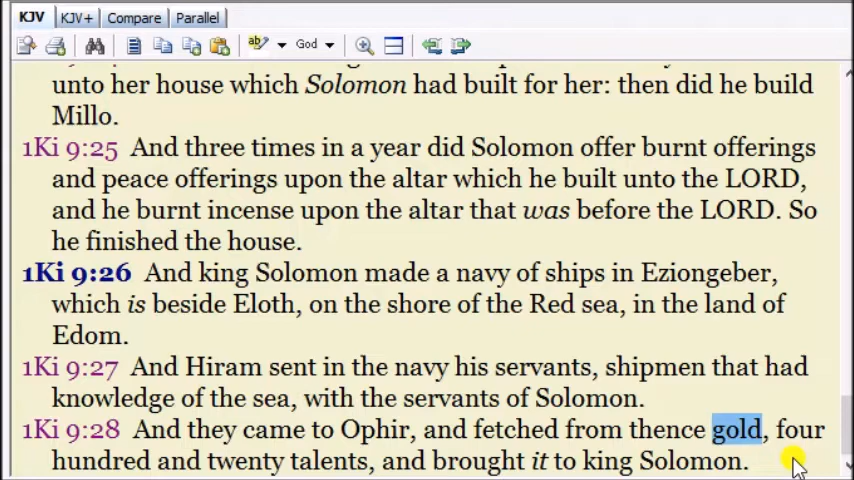 KJV KJV+ Compare Parallel
God
unto her house which Solomon had built for her: then did he build
Millo.
1Ki 9:25 And three times in a year did Solomon offer burnt offerings
and peace offerings upon the altar which he built unto the LORD,
and he burnt incense upon the altar that was before the LORD. So
he finished the house.
1Ki 9:26 And king Solomon made a navy of ships in Eziongeber,
which is beside Eloth, on the shore of the Red sea, in the land of
Edom.
1Ki 9:27 And Hiram sent in the navy his servants, shipmen that had
knowledge of the sea, with the servants of Solomon.
1Ki 9:28 And they came to Ophir, and fetched from thence gold, four
hundred and twenty talents, and brought it to king Solomon.